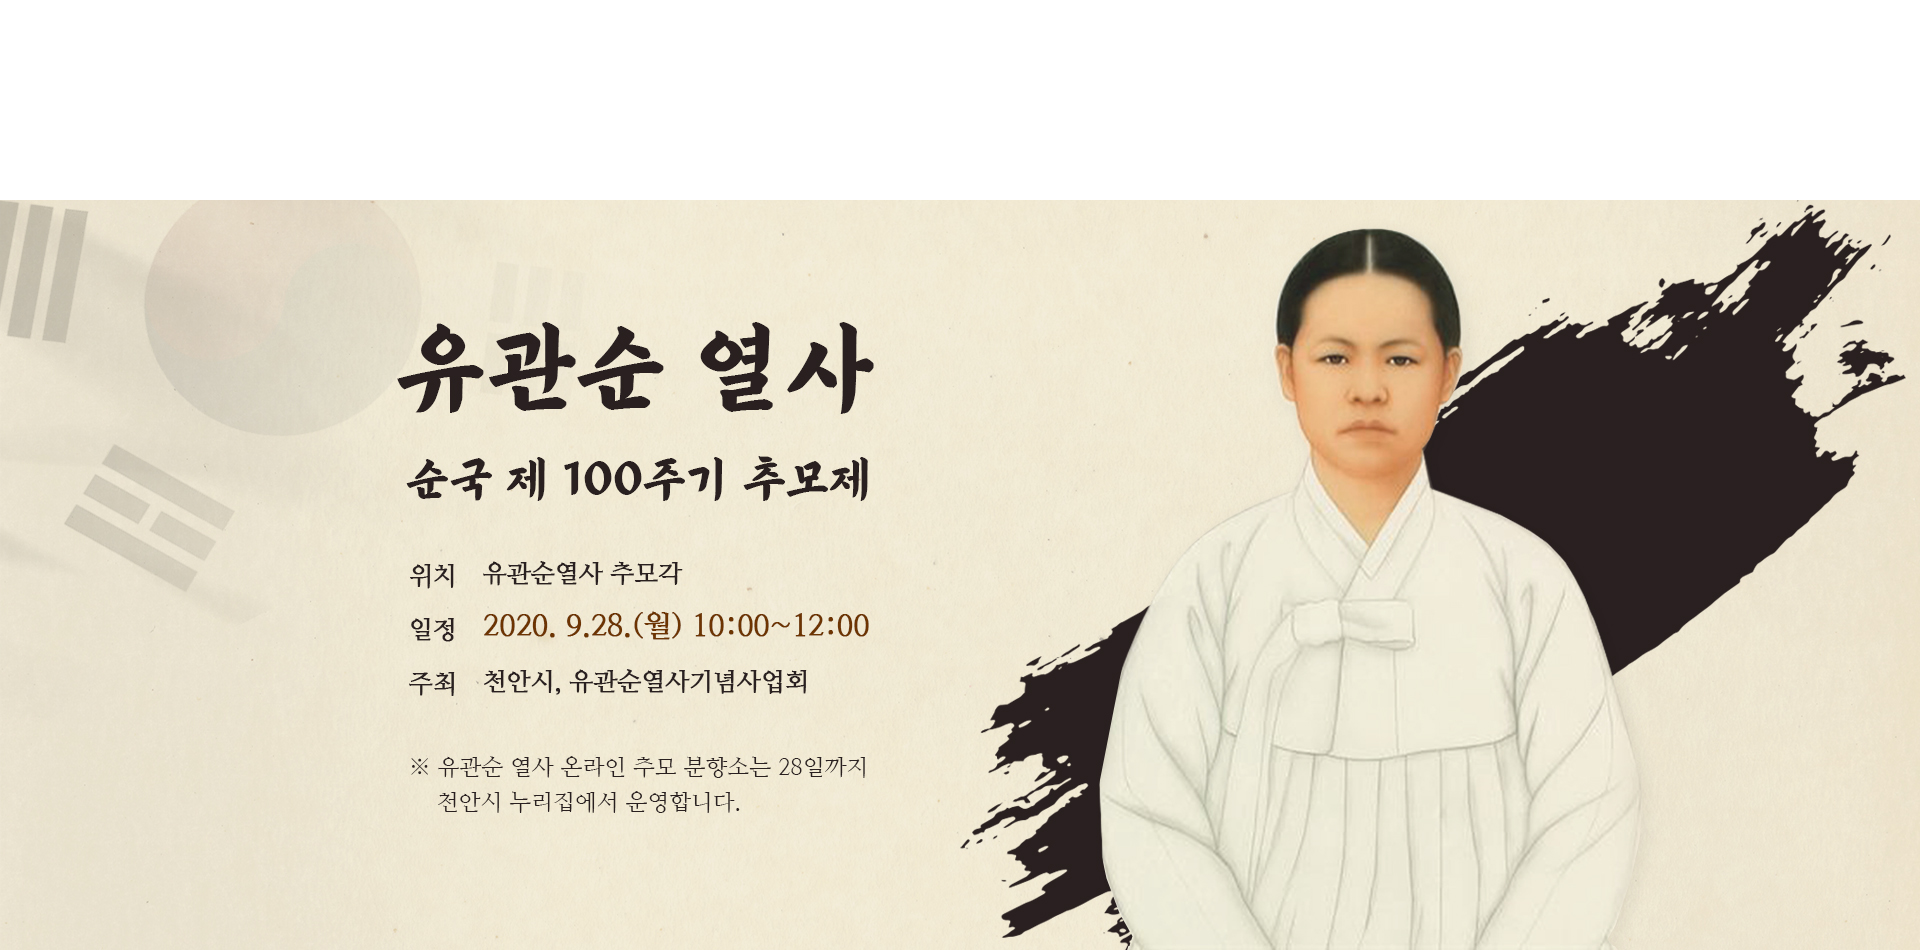 유관순 열사
순국 제 100주기 추모제
위치 유관순열사 추모각
일정 2020. 9.28.(월) 10:00~12:00
주최 천안시, 유관순열사기념사업회
※ 유관순 열사 온라인 추모 분향소는 28일까지
천안시 누리집에서 운영합니다.